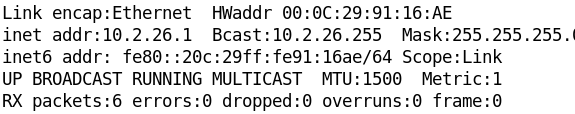 Link encap:Ethernet  HWaddr 00:0C:29:91:16:AE
inet addr:10.2.26.1  Bcast:10.2.26.255  Mask:255.255.255.
inet6 addr: fe80::20c:29ff:fe91:16ae/64 Scope:Link
UP BROADCAST RUNNING MULTICAST  MTU:1500  Metric:1
RX packets:6 errors:0 dropped:0 overruns:0 frame:0